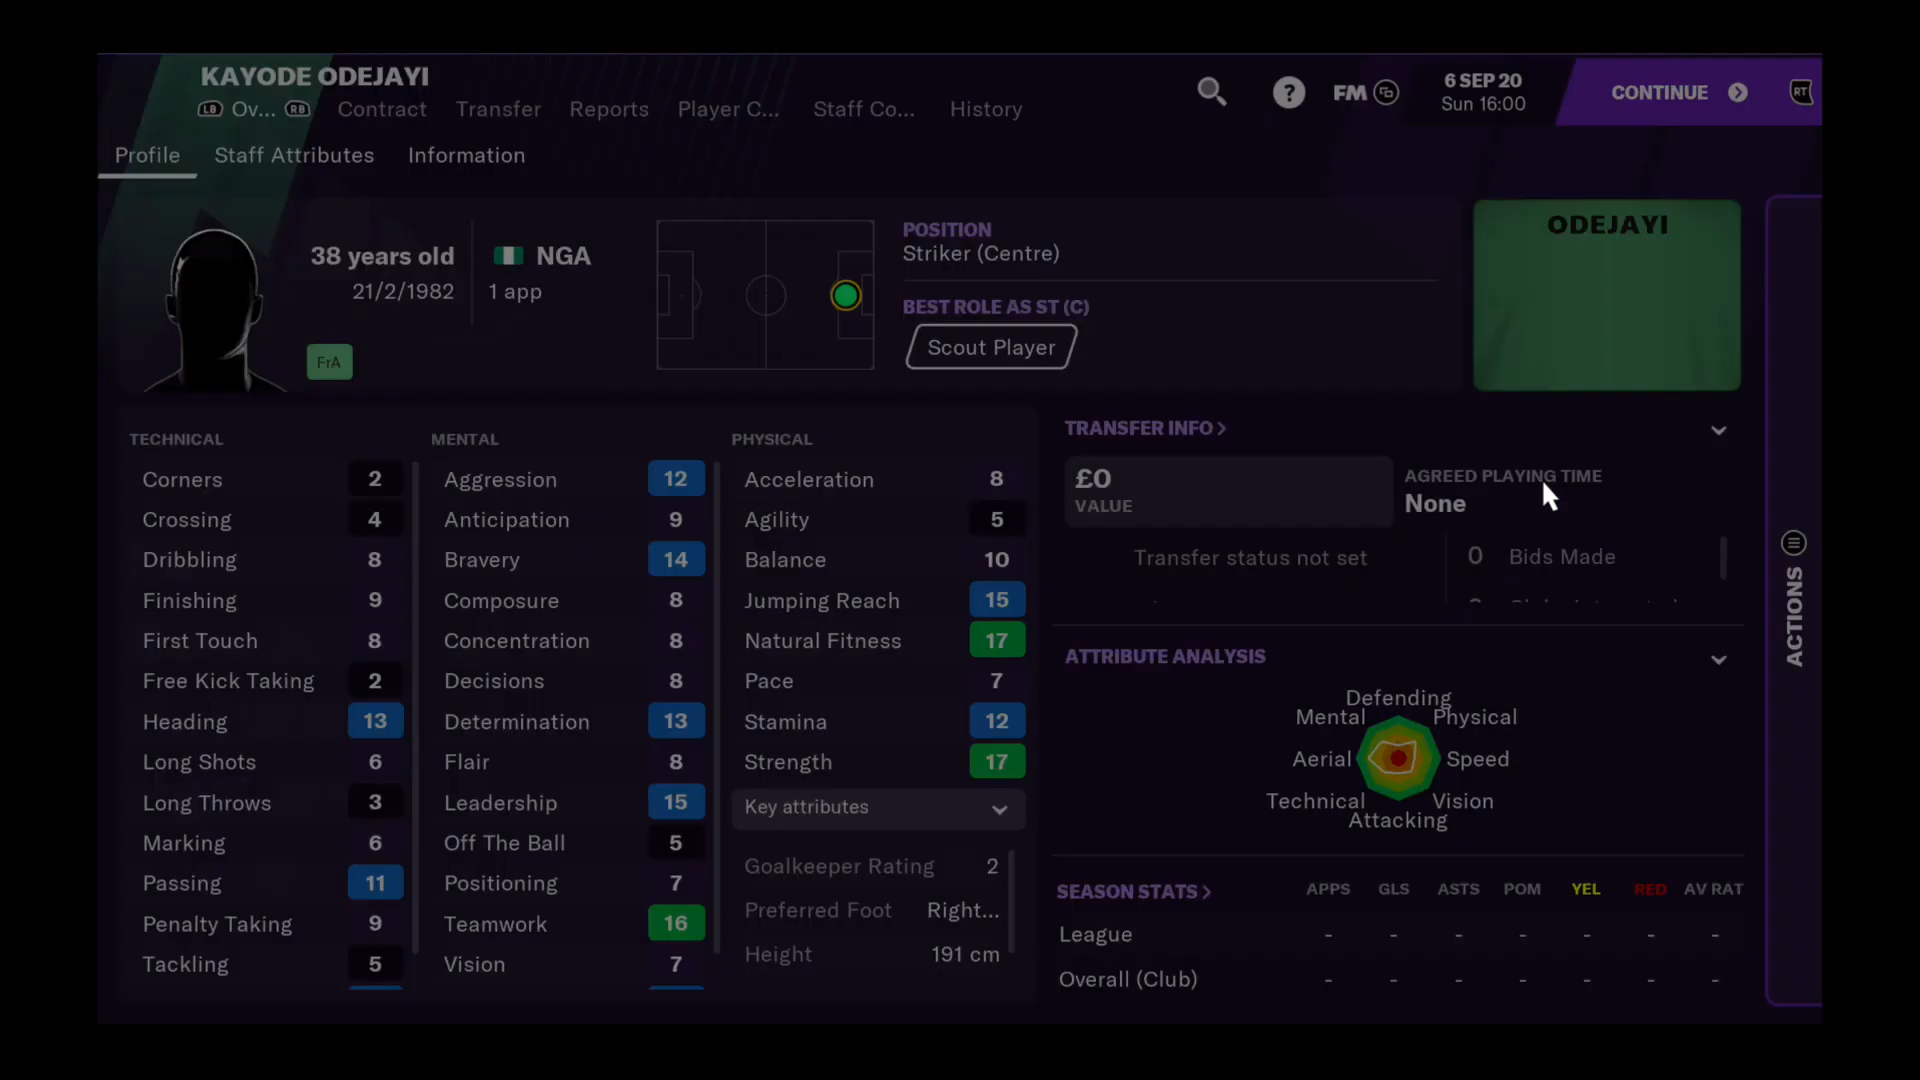 KAYODE ODEJAYI
LB Ov... RB Contract Transfer Reports Player C... Staff Co... History
? FM
6 SEP 20
Sun 16:00
CONTINUE
RT
Profile Staff Attributes Information
38 years old
21/2/1982
NGA
1 app
FrA
POSITION
Striker (Centre)
BEST ROLE AS ST (C)
Scout Player
ODEJAYI
TECHNICAL
Corners 2
Crossing 4
Dribbling 8
Finishing 9
First Touch 8
Free Kick Taking 2
Heading 13
Long Shots 6
Long Throws 3
Marking 6
Passing 11
Penalty Taking 9
Tackling 5
MENTAL
Aggression 12
Anticipation 9
Bravery 14
Composure 8
Concentration 8
Decisions 8
Determination 13
Flair 8
Leadership 15
Off The Ball 5
Positioning 7
Teamwork 16
Vision 7
PHYSICAL
Acceleration 8
Agility 5
Balance 10
Jumping Reach 15
Natural Fitness 17
Pace 7
Stamina 12
Strength 17
Key attributes
Goalkeeper Rating 2
Preferred Foot Right...
Height 191 cm
TRANSFER INFO >
£0
VALUE
AGREED PLAYING TIME
None
Transfer status not set
0 Bids Made
ATTRIBUTE ANALYSIS
Defending
Mental Physical
Aerial Speed
Technical Vision
Attacking
SEASON STATS > APPS GLS ASTS POM YEL RED AV RAT
League - - - - - - -
Overall (Club) - - - - - - -
ACTIONS